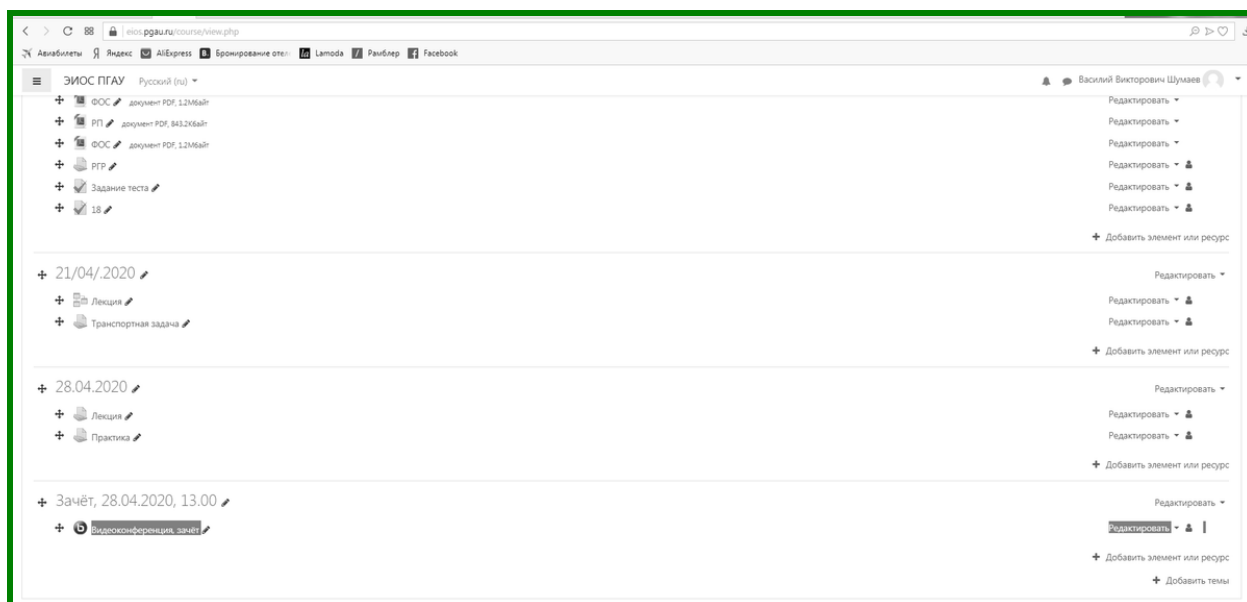 eios.pgau.ru/course/view.php
Авиабилеты Яндекс AliExpress Бронирование отел Lamoda Рамблер Facebook
ЭИОС ПГАУ Русский (ru) Василий Викторович Шумаев
ФОС документ PDF, 1.2Мбайт Редактировать
РП документ PDF, 843.2Кбайт Редактировать
ФОС документ PDF, 1.2Мбайт Редактировать
РГР Редактировать
Задание теста Редактировать
18 Редактировать
Добавить элемент или ресурс
21/04/.2020 Редактировать
Лекция Редактировать
Транспортная задача Редактировать
Добавить элемент или ресурс
28.04.2020 Редактировать
Лекция Редактировать
Практика Редактировать
Добавить элемент или ресурс
Зачёт, 28.04.2020, 13.00 Редактировать
Видеоконференция, зачёт Редактировать
Добавить элемент или ресурс
Добавить темы